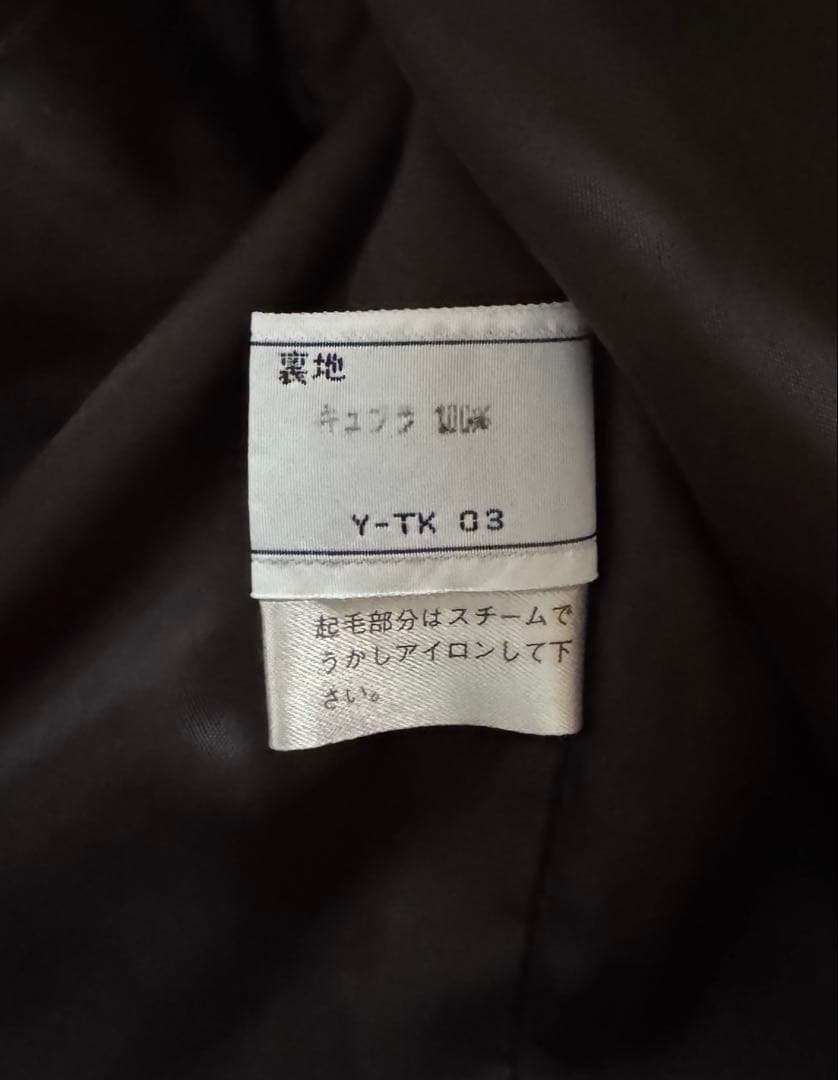 裏地
キュプラ 100%
Y-TK 03
起毛部分はスチームで
うかしアイロンして下
さい。